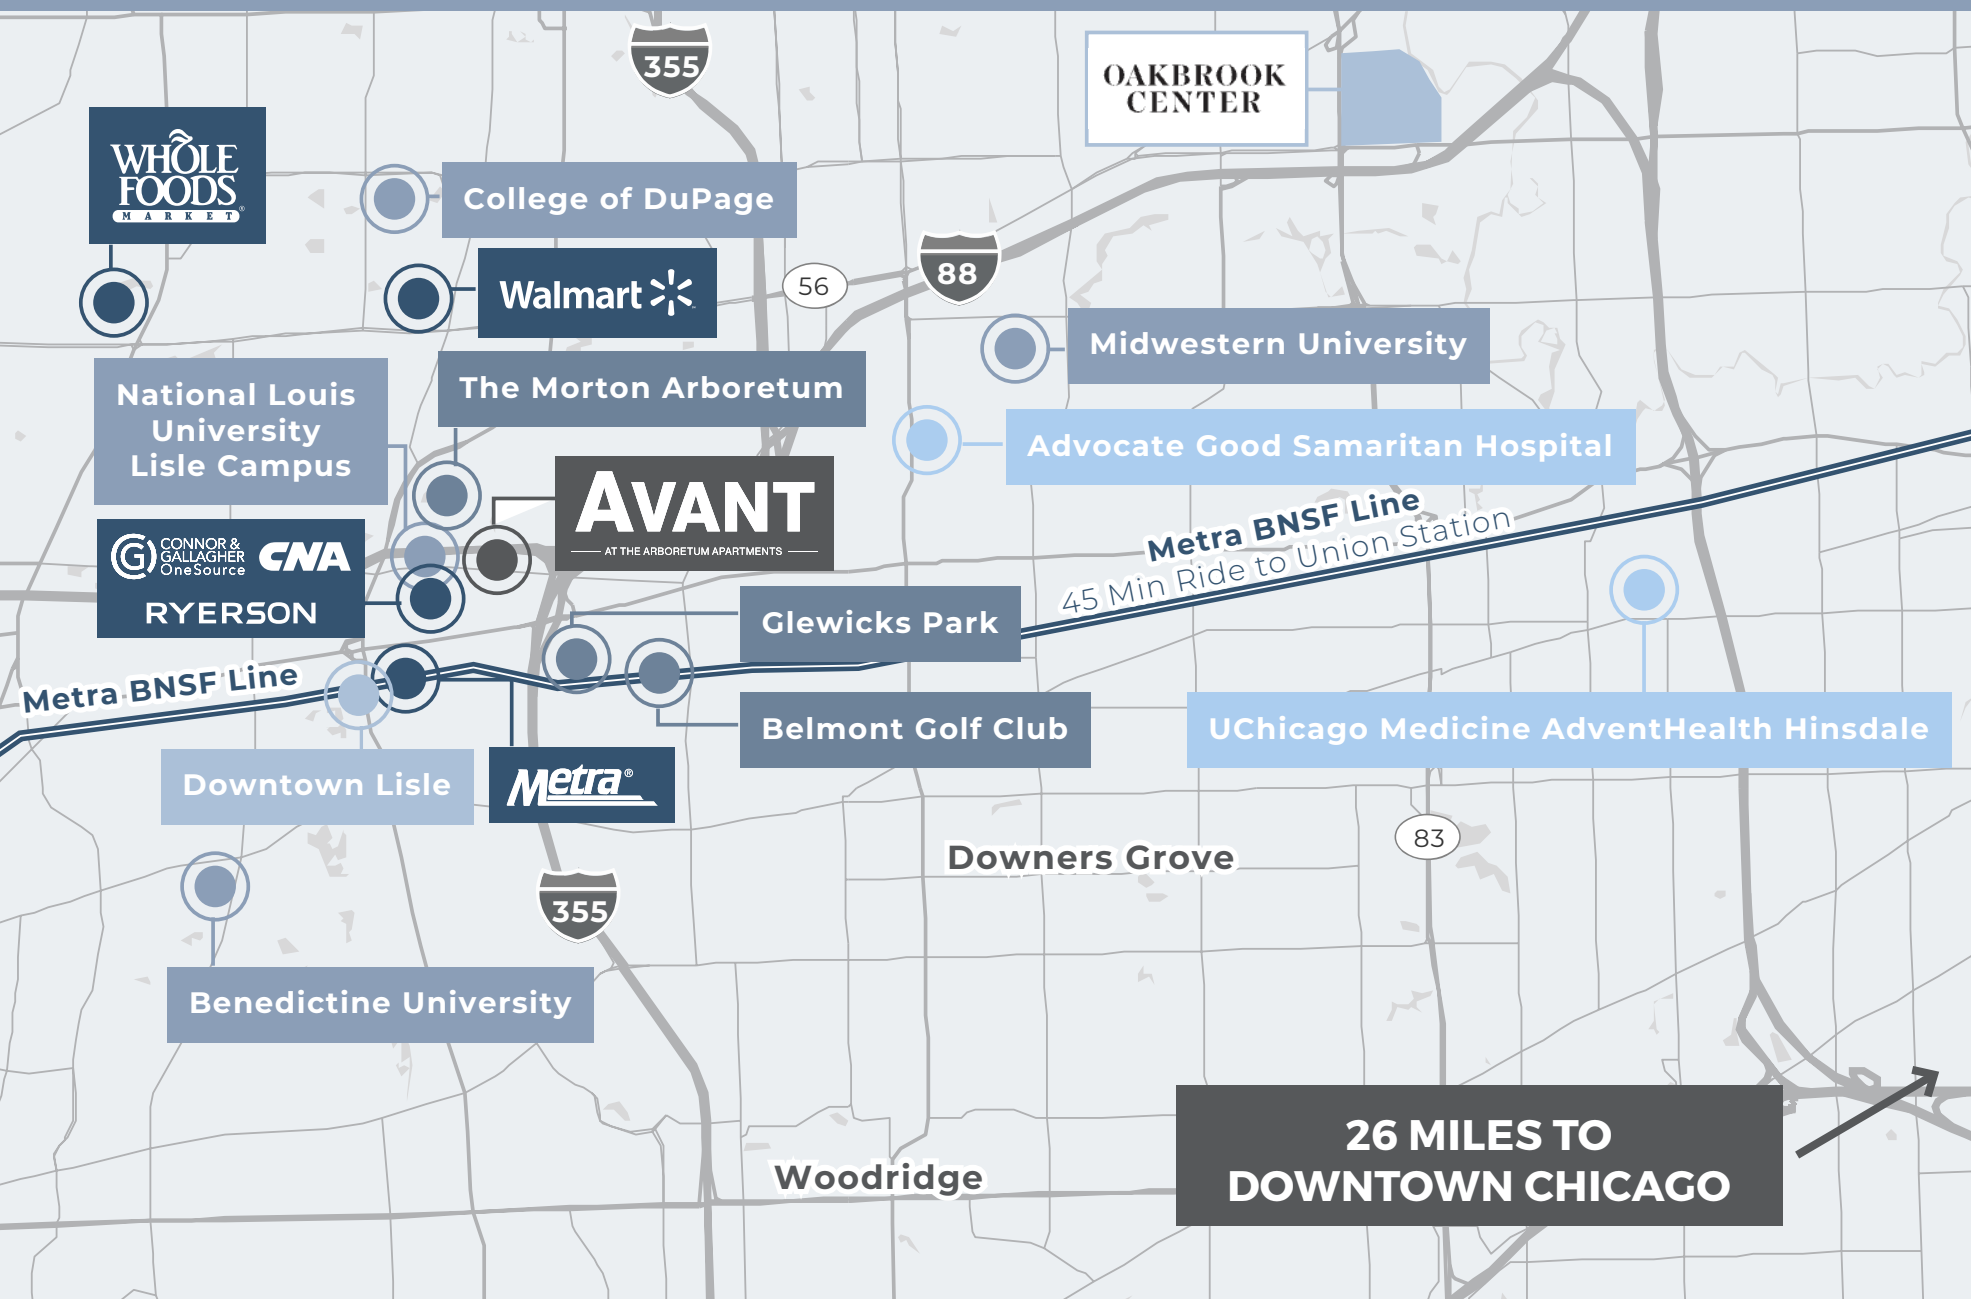 355
OAKBROOK
CENTER
WHOLE
FOODS
MARKET®
College of DuPage
Walmart
56
88
Midwestern University
National Louis
University
Lisle Campus
The Morton Arboretum
Advocate Good Samaritan Hospital
AVANT
AT THE ARBORETUM APARTMENTS
CONNOR &
GALLAGHER
OneSource
CNA
RYERSON
Metra BNSF Line
45 Min Ride to Union Station
Glewicks Park
Metra BNSF Line
Belmont Golf Club
UChicago Medicine AdventHealth Hinsdale
Downtown Lisle
Metra®
83
Downers Grove
355
Benedictine University
26 MILES TO
DOWNTOWN CHICAGO
Woodridge